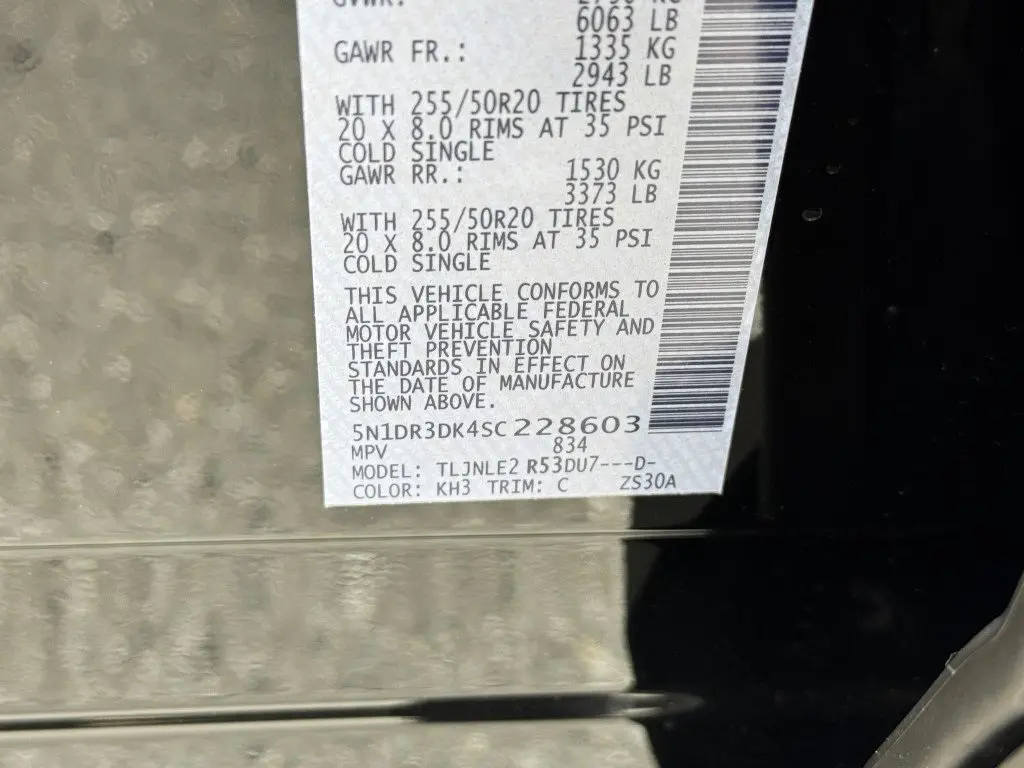 GVWR:
6063 LB
GAWR FR.: 1335 KG
2943 LB
WITH 255/50R20 TIRES
20 X 8.0 RIMS AT 35 PSI
COLD SINGLE
GAWR RR.: 1530 KG
3373 LB
WITH 255/50R20 TIRES
20 X 8.0 RIMS AT 35 PSI
COLD SINGLE
THIS VEHICLE CONFORMS TO
ALL APPLICABLE FEDERAL
MOTOR VEHICLE SAFETY AND
THEFT PREVENTION
STANDARDS IN EFFECT ON
THE DATE OF MANUFACTURE
SHOWN ABOVE.
5N1DR3DK4SC228603
MPV 834
MODEL: TLJNLE2 R53DU7---D-
COLOR: KH3 TRIM: C ZS30A